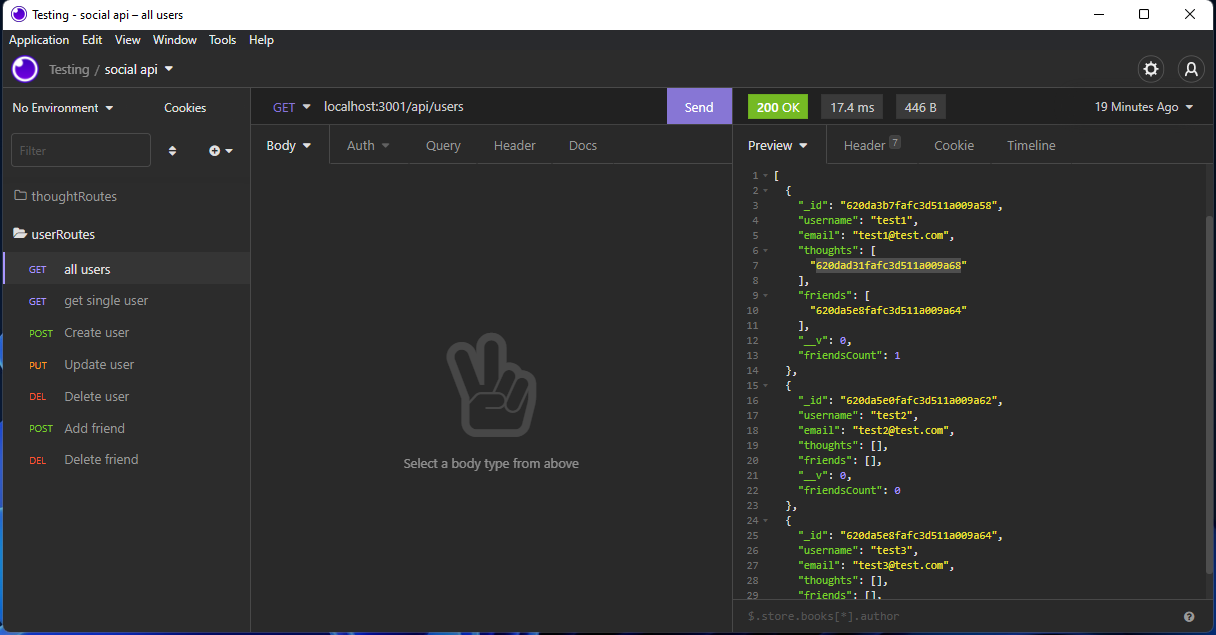 Testing - social api – all users
Application Edit View Window Tools Help
Testing / social api
No Environment Cookies
Filter
thoughtRoutes
userRoutes
GET all users
GET get single user
POST Create user
PUT Update user
DEL Delete user
POST Add friend
DEL Delete friend
GET localhost:3001/api/users Send
Body Auth Query Header Docs
Select a body type from above
200 OK 17.4 ms 446 B 19 Minutes Ago
Preview Header 7 Cookie Timeline
1 [
2 {
3 "_id": "620da3b7fafc3d511a009a58",
4 "username": "test1",
5 "email": "test1@test.com",
6 "thoughts": [
7 "620dad31fafc3d511a009a68"
8 ],
9 "friends": [
10 "620da5e8fafc3d511a009a64"
11 ],
12 "__v": 0,
13 "friendsCount": 1
14 },
15 {
16 "_id": "620da5e0fafc3d511a009a62",
17 "username": "test2",
18 "email": "test2@test.com",
19 "thoughts": [],
20 "friends": [],
21 "__v": 0,
22 "friendsCount": 0
23 },
24 {
25 "_id": "620da5e8fafc3d511a009a64",
26 "username": "test3",
27 "email": "test3@test.com",
28 "thoughts": [],
29 "friends": [],
$.store.books[*].author